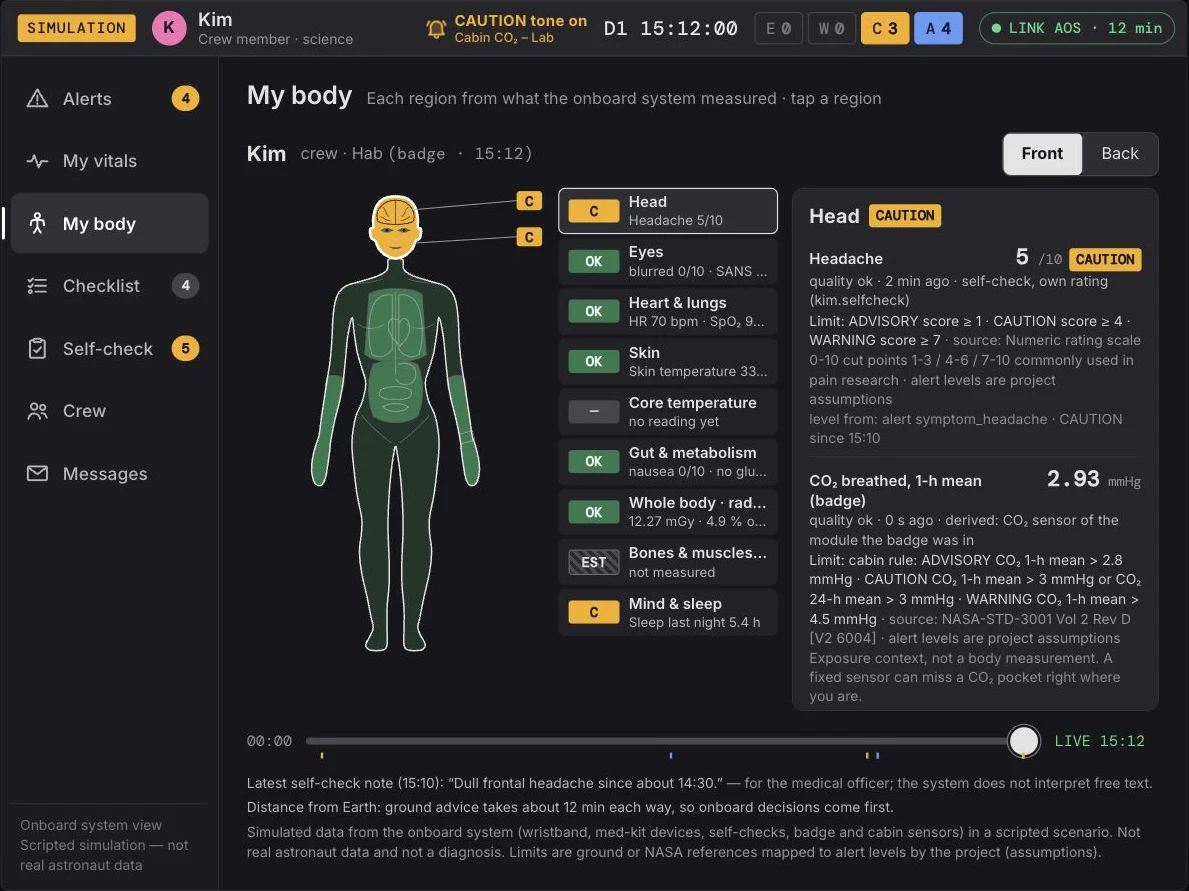 SIMULATION
K
Kim
Crew member · science
CAUTION tone on
Cabin CO₂ – Lab
D1 15:12:00
E 0
W 0
C 3
A 4
LINK AOS · 12 min
Alerts
4
My vitals
My body
Checklist
4
Self-check
5
Crew
Messages
Onboard system view
Scripted simulation — not
real astronaut data
My body
Each region from what the onboard system measured · tap a region
Kim
crew · Hab (badge · 15:12)
Front
Back
C
C
C
Head
Headache 5/10
OK
Eyes
blurred 0/10 · SANS ...
OK
Heart & lungs
HR 70 bpm · SpO₂ 9...
OK
Skin
Skin temperature 33...
–
Core temperature
no reading yet
OK
Gut & metabolism
nausea 0/10 · no glu...
OK
Whole body · rad...
12.27 mGy · 4.9 % o...
EST
Bones & muscles...
not measured
C
Mind & sleep
Sleep last night 5.4 h
Head
CAUTION
Headache
5 /10
CAUTION
quality ok · 2 min ago · self-check, own rating
(kim.selfcheck)
Limit: ADVISORY score ≥ 1 · CAUTION score ≥ 4 ·
WARNING score ≥ 7 · source: Numeric rating scale
0-10 cut points 1-3 / 4-6 / 7-10 commonly used in
pain research · alert levels are project
assumptions
level from: alert symptom_headache · CAUTION
since 15:10
CO₂ breathed, 1-h mean
(badge)
2.93 mmHg
quality ok · 0 s ago · derived: CO₂ sensor of the
module the badge was in
Limit: cabin rule: ADVISORY CO₂ 1-h mean > 2.8
mmHg · CAUTION CO₂ 1-h mean > 3 mmHg or CO₂
24-h mean > 3 mmHg · WARNING CO₂ 1-h mean >
4.5 mmHg · source: NASA-STD-3001 Vol 2 Rev D
[V2 6004] · alert levels are project assumptions
Exposure context, not a body measurement. A
fixed sensor can miss a CO₂ pocket right where
you are.
00:00
LIVE 15:12
Latest self-check note (15:10): “Dull frontal headache since about 14:30.” — for the medical officer; the system does not interpret free text.
Distance from Earth: ground advice takes about 12 min each way, so onboard decisions come first.
Simulated data from the onboard system (wristband, med-kit devices, self-checks, badge and cabin sensors) in a scripted scenario. Not
real astronaut data and not a diagnosis. Limits are ground or NASA references mapped to alert levels by the project (assumptions).